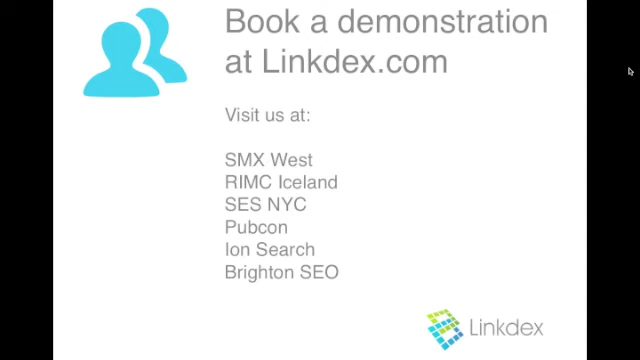 Book a demonstration
at Linkdex.com
Visit us at:
SMX West
RIMC Iceland
SES NYC
Pubcon
Ion Search
Brighton SEO
Linkdex